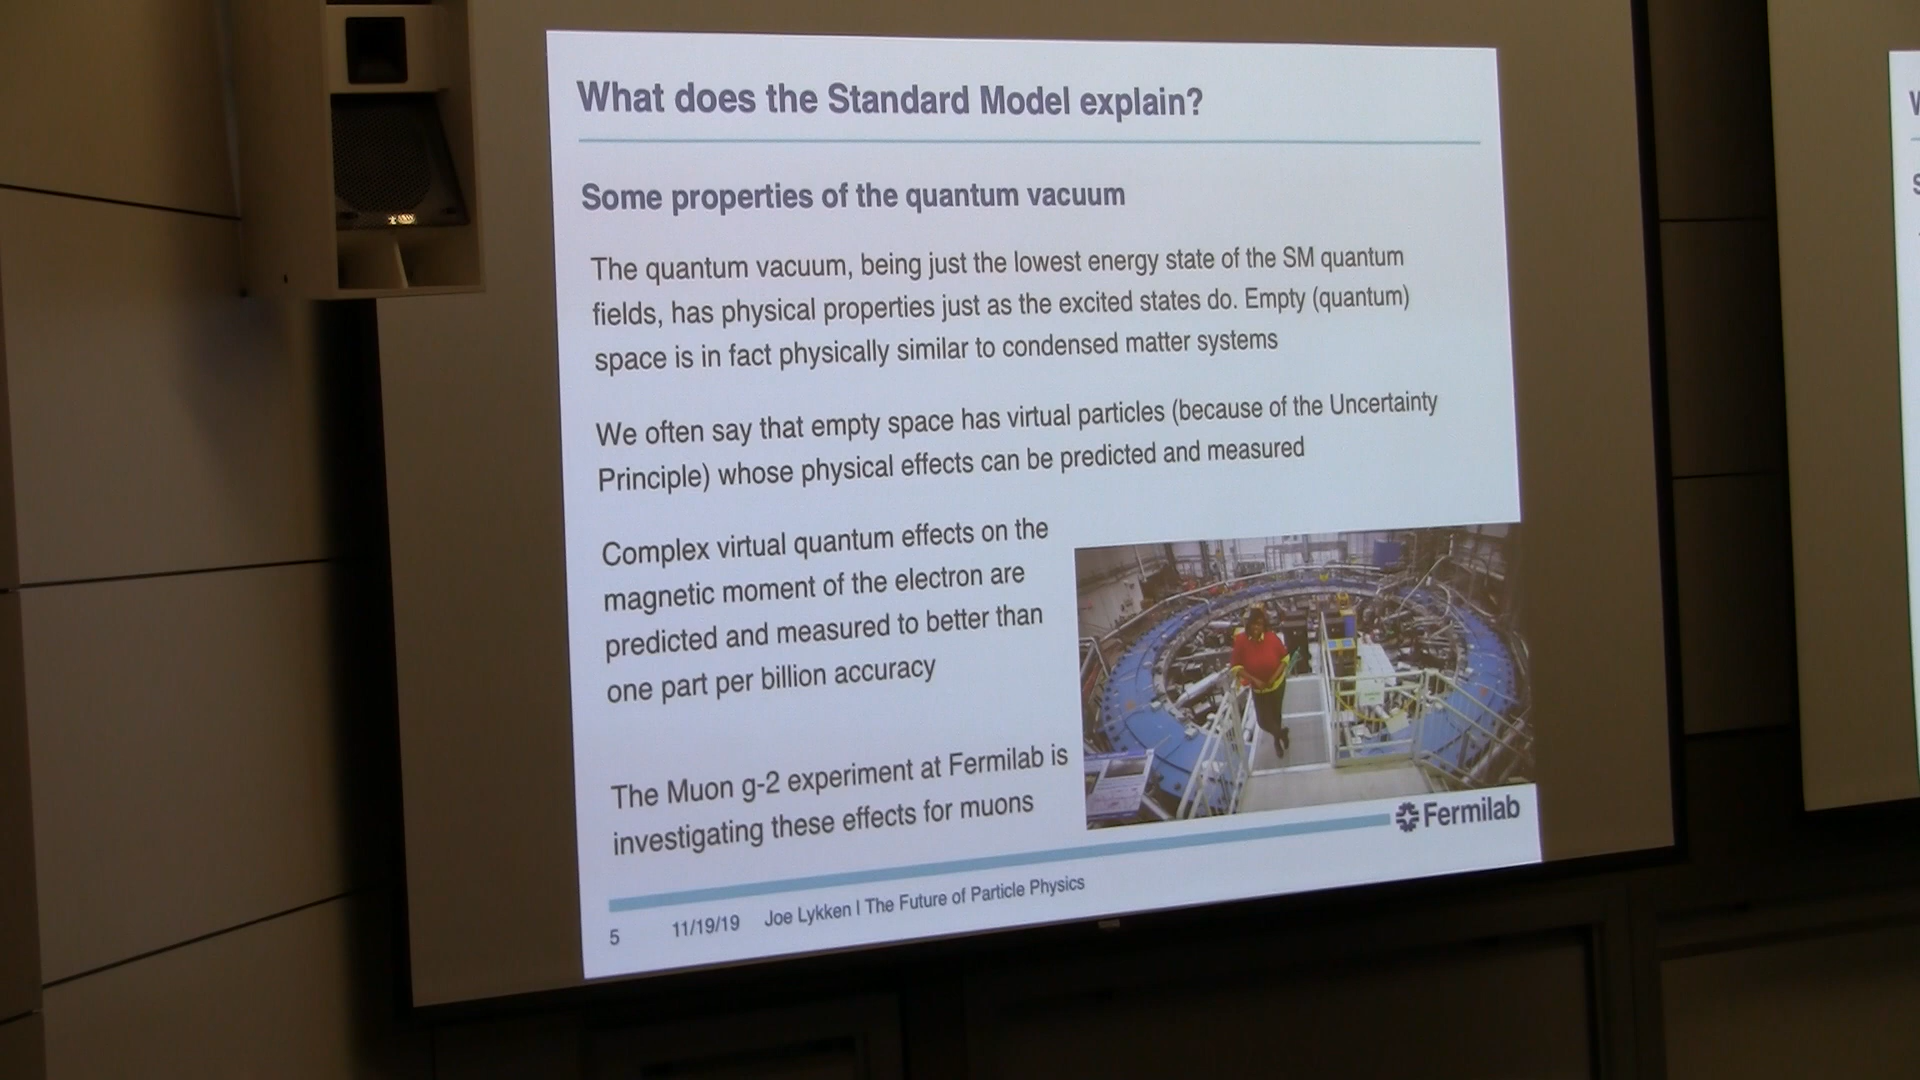 What does the Standard Model explain?
Some properties of the quantum vacuum
The quantum vacuum, being just the lowest energy state of the SM quantum
fields, has physical properties just as the excited states do. Empty (quantum)
space is in fact physically similar to condensed matter systems
We often say that empty space has virtual particles (because of the Uncertainty
Principle) whose physical effects can be predicted and measured
Complex virtual quantum effects on the
magnetic moment of the electron are
predicted and measured to better than
one part per billion accuracy
The Muon g-2 experiment at Fermilab is
investigating these effects for muons
Fermilab
5 11/19/19 Joe Lykken I The Future of Particle Physics